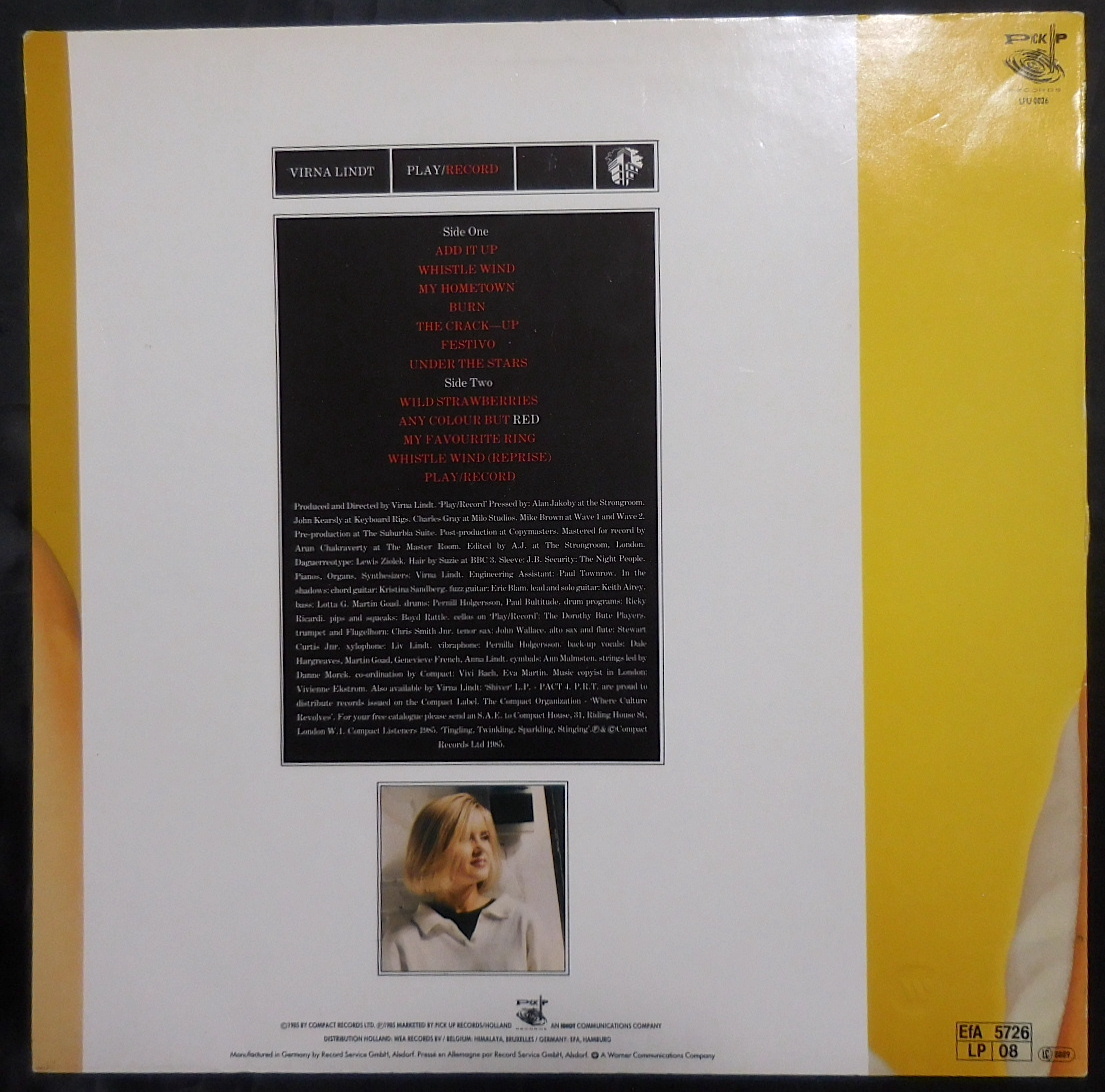 PICK UP
RECORDS
UU 0036
VIRNA LINDT PLAY/RECORD
Side One
ADD IT UP
WHISTLE WIND
MY HOMETOWN
BURN
THE CRACK—UP
FESTIVO
UNDER THE STARS
Side Two
WILD STRAWBERRIES
ANY COLOUR BUT RED
MY FAVOURITE RING
WHISTLE WIND (REPRISE)
PLAY/RECORD
Produced and Directed by Virna Lindt. 'Play/Record' Pressed by: Alan Jakoby at the Strongroom.
John Kearsly at Keyboard Rigs. Charles Gray at Milo Studios. Mike Brown at Wave 1 and Wave 2.
Pre-production at The Suburbia Suite. Post-production at Copymasters. Mastered for record by
Arun Chakraverty at The Master Room. Edited by A.J. at The Strongroom, London.
Daguerreotype: Lewis Ziolek. Hair by Suzie at BBC 3. Sleeve: J.B. Security: The Night People.
Pianos, Organs, Synthesizers: Virna Lindt. Engineering Assistant: Paul Townrow. In the
shadows: chord guitar: Kristina Sandberg. fuzz guitar: Eric Blam. lead and solo guitar: Keith Airey.
bass: Lotta G. Martin Goad. drums: Pernill Holgersson, Paul Bultitude. drum programs: Ricky
Ricardi. pips and squeaks: Boyd Rattle. cellos on 'Play/Record': The Dorothy Bute Players.
trumpet and Flugelhorn: Chris Smith Jnr. tenor sax: John Wallace. alto sax and flute: Stewart
Curtis Jnr. xylophone: Liv Lindt. vibraphone: Pernilla Holgersson. back-up vocals: Dale
Hargreaves, Martin Goad, Genevieve French, Anna Lindt. cymbals: Ann Malmsten. strings led by
Danne Morck. co-ordination by Compact: Vivi Bach, Eva Martin. Music copyist in London:
Vivienne Ekstrom. Also available by Virna Lindt: 'Shiver' L.P. - PACT 4. P.R.T. are proud to
distribute records issued on the Compact Label. The Compact Organization - 'Where Culture
Revolves'. For your free catalogue please send an S.A.E. to Compact House, 31, Riding House St,
London W.1. Compact Listeners 1985. 'Tingling, Twinkling, Sparkling, Stinging'. ℗ & © Compact
Records Ltd 1985.
PICK UP
©1985 BY COMPACT RECORDS LTD. ℗1985 MARKETED BY PICK UP RECORDS/HOLLAND AN IDIOT COMMUNICATIONS COMPANY
DISTRIBUTION HOLLAND: WEA RECORDS BV / BELGIUM: HIMALAYA, BRUXELLES / GERMANY: EFA, HAMBURG
Manufactured in Germany by Record Service GmbH, Alsdorf. Pressé en Allemagne par Record Service GmbH, Alsdorf. A Warner Communications Company
EfA 5726
LP 08
LC 8889